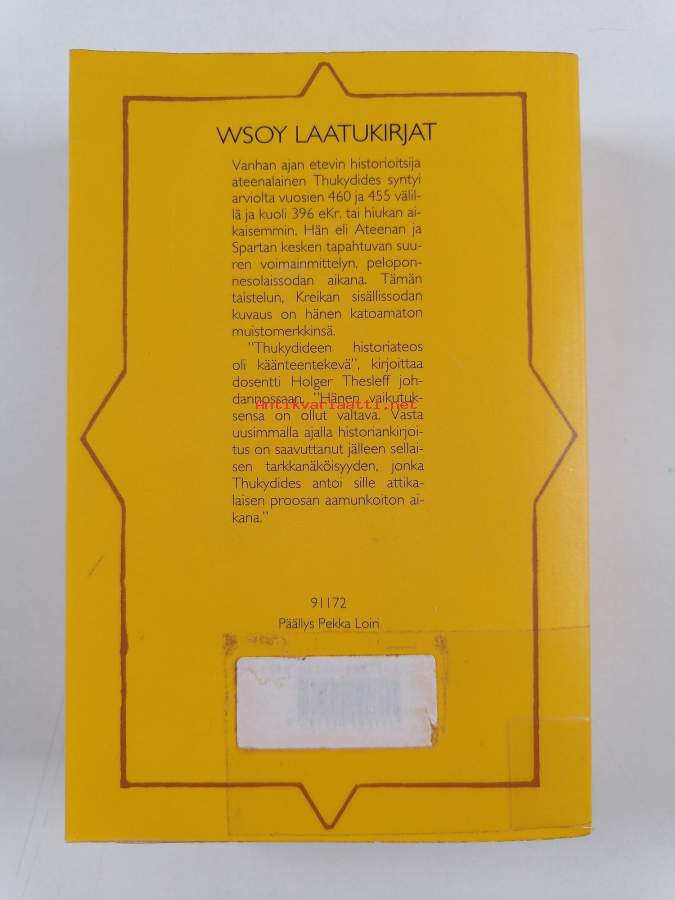 WSOY LAATUKIRJAT
Vanhan ajan etevin historioitsija
ateenalainen Thukydides syntyi
arviolta vuosien 460 ja 455 välil-
lä ja kuoli 396 eKr. tai hiukan ai-
kaisemmin. Hän eli Ateenan ja
Spartan kesken tapahtuvan suu-
ren voimainmittelyn, pelopon-
nesolaissodan aikana. Tämän
taistelun, Kreikan sisällissodan
kuvaus on hänen katoamaton
muistomerkkinsä.
"Thukydideen historiateos
oli käänteentekevä", kirjoittaa
dosentti Holger Thesleff joh-
dannossaan. "Hänen vaikutuk-
Antikvariaatti.net
sensa on ollut valtava. Vasta
uusimmalla ajalla historiankirjoi-
tus on saavuttanut jälleen sellai-
sen tarkkanäköisyyden, jonka
Thukydides antoi sille attika-
laisen proosan aamunkoiton ai-
kana."
91172
Päällys Pekka Loiri